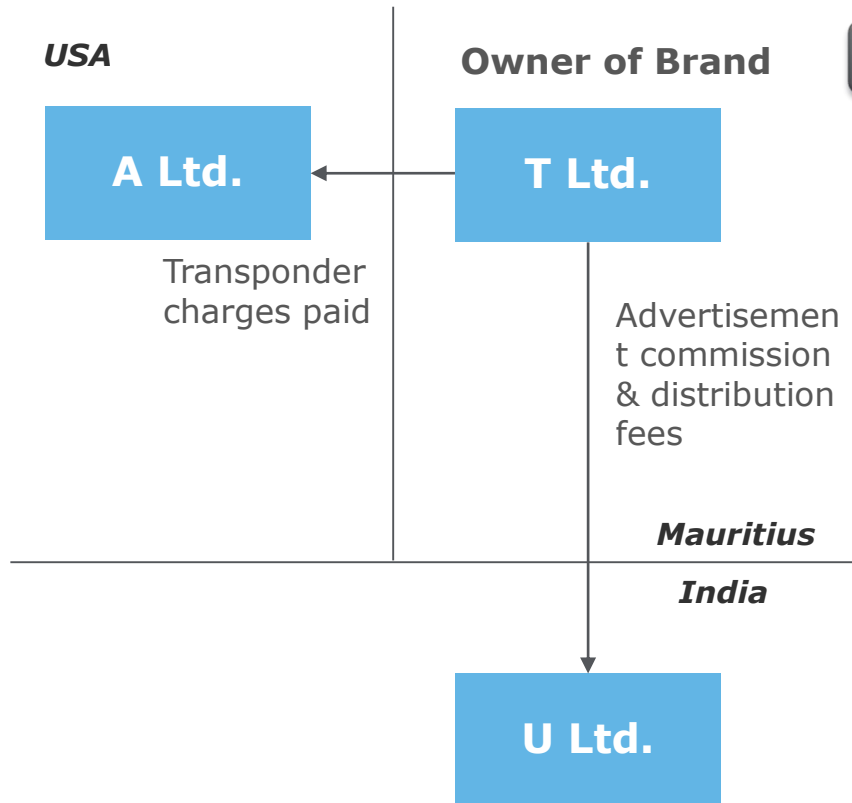 USA
Owner of Brand
A Ltd.
T Ltd.
Transponder
charges paid
Advertisemen
t commission
& distribution
fees
Mauritius
India
U Ltd.